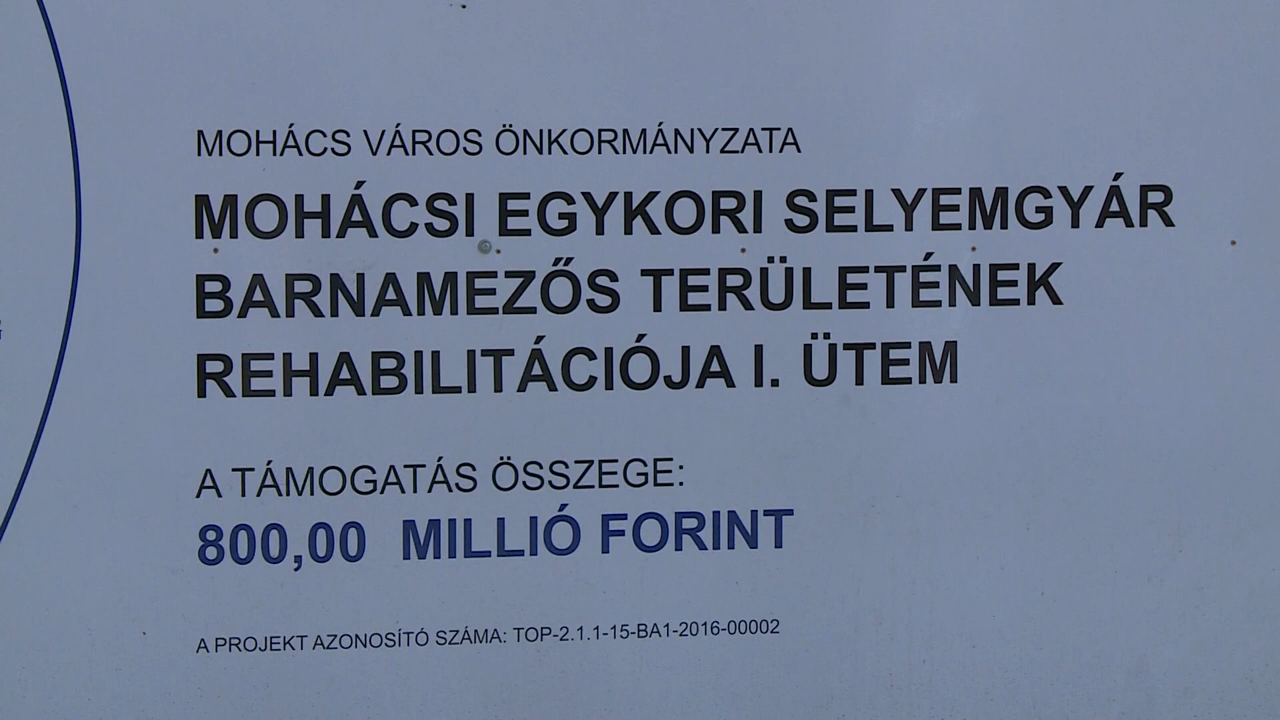 MOHÁCS VÁROS ÖNKORMÁNYZATA
MOHÁCSI EGYKORI SELYEMGYÁR
BARNAMEZŐS TERÜLETÉNEK
REHABILITÁCIÓJA I. ÜTEM
A TÁMOGATÁS ÖSSZEGE:
800,00 MILLIÓ FORINT
A PROJEKT AZONOSÍTÓ SZÁMA: TOP-2.1.1-15-BA1-2016-00002